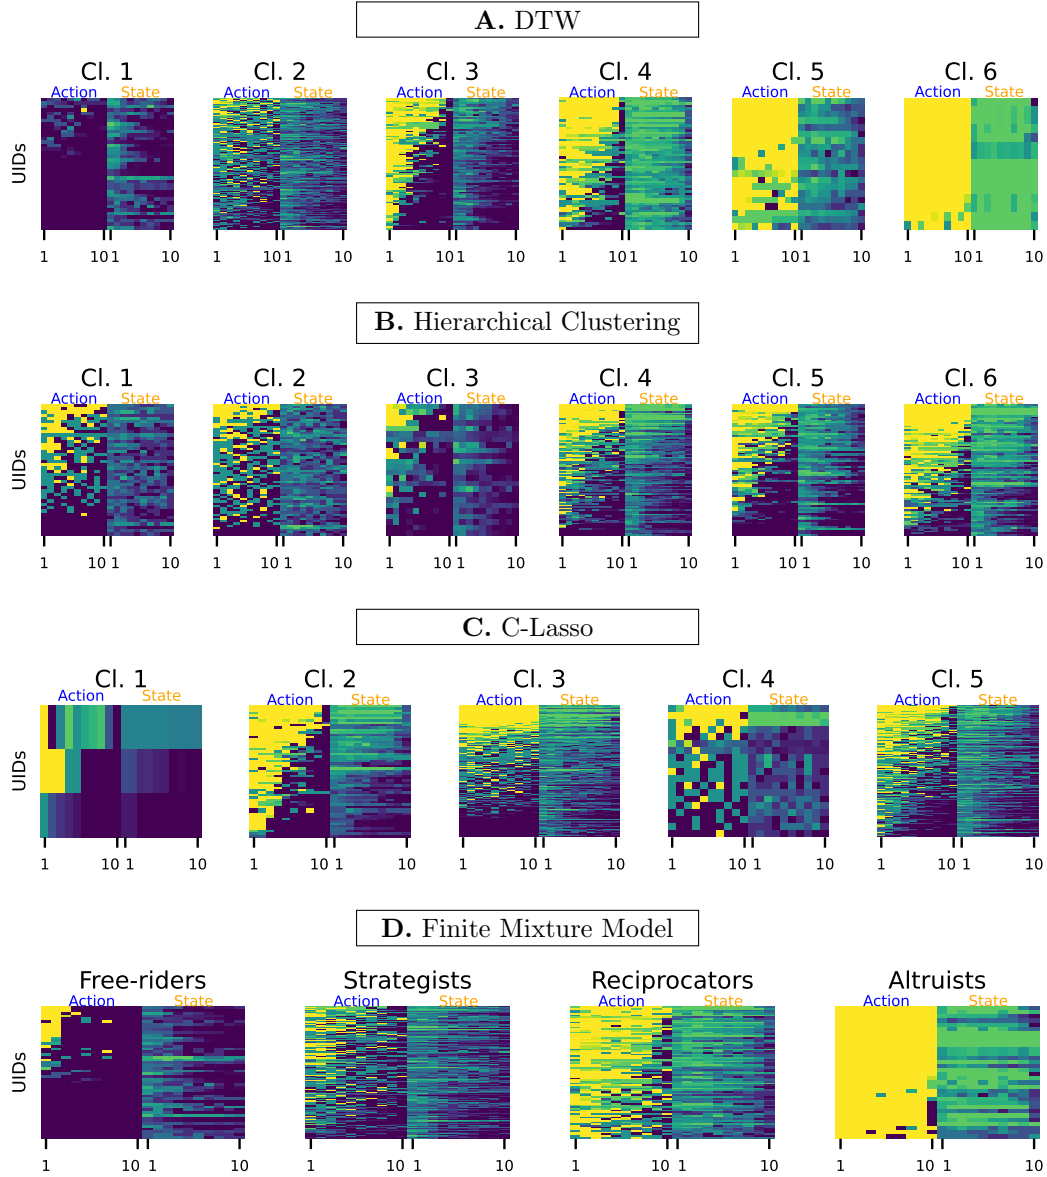 A. DTW
Cl. 1 Cl. 2 Cl. 3 Cl. 4 Cl. 5 Cl. 6
Action State Action State Action State Action State Action State Action State
UIDs
1 10 1 10 1 10 1 10 1 10 1 10 1 10 1 10 1 10 1 10 1 10 1 10
B. Hierarchical Clustering
Cl. 1 Cl. 2 Cl. 3 Cl. 4 Cl. 5 Cl. 6
Action State Action State Action State Action State Action State Action State
UIDs
1 10 1 10 1 10 1 10 1 10 1 10 1 10 1 10 1 10 1 10 1 10 1 10
C. C-Lasso
Cl. 1 Cl. 2 Cl. 3 Cl. 4 Cl. 5
Action State Action State Action State Action State Action State
UIDs
1 10 1 10 1 10 1 10 1 10 1 10 1 10 1 10 1 10 1 10
D. Finite Mixture Model
Free-riders Strategists Reciprocators Altruists
Action State Action State Action State Action State
UIDs
1 10 1 10 1 10 1 10 1 10 1 10 1 10 1 10